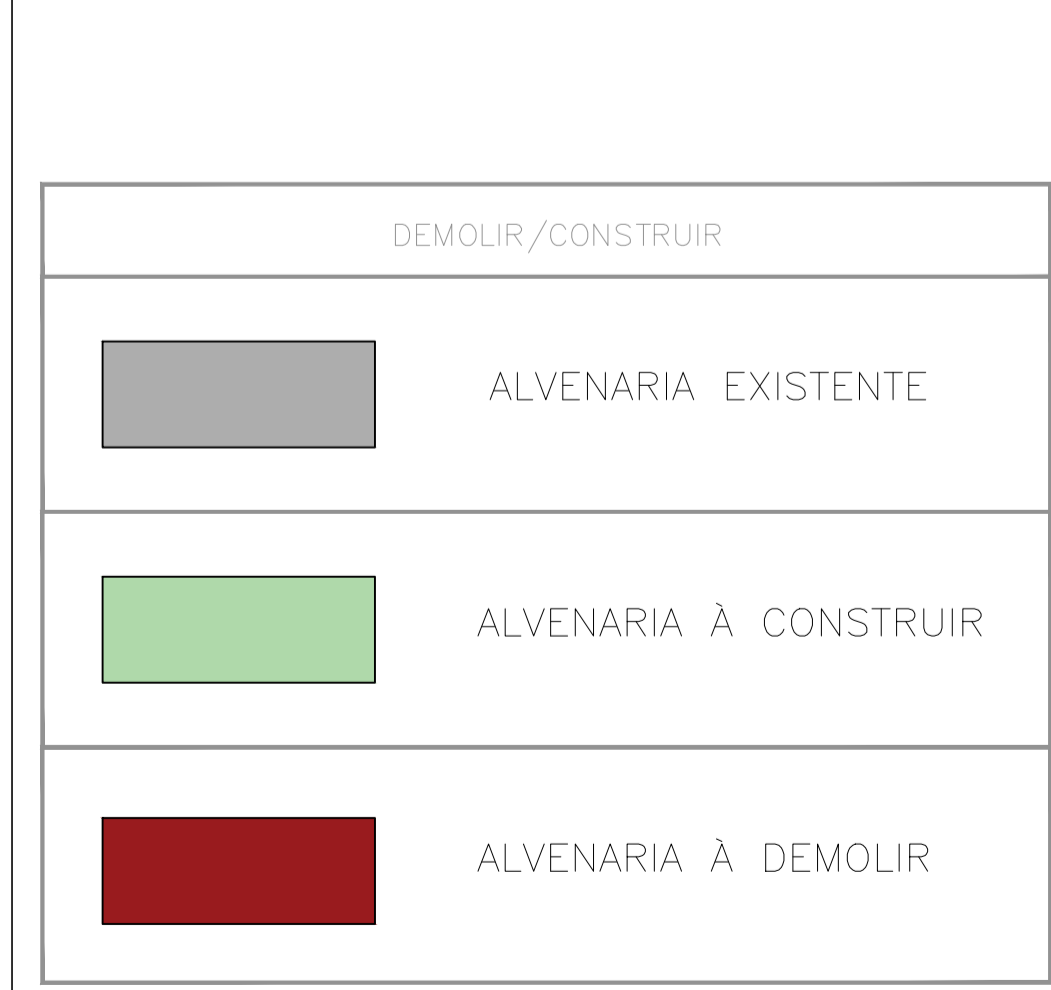 DEMOLIR/CONSTRUIR
ALVENARIA EXISTENTE
ALVENARIA À CONSTRUIR
ALVENARIA À DEMOLIR